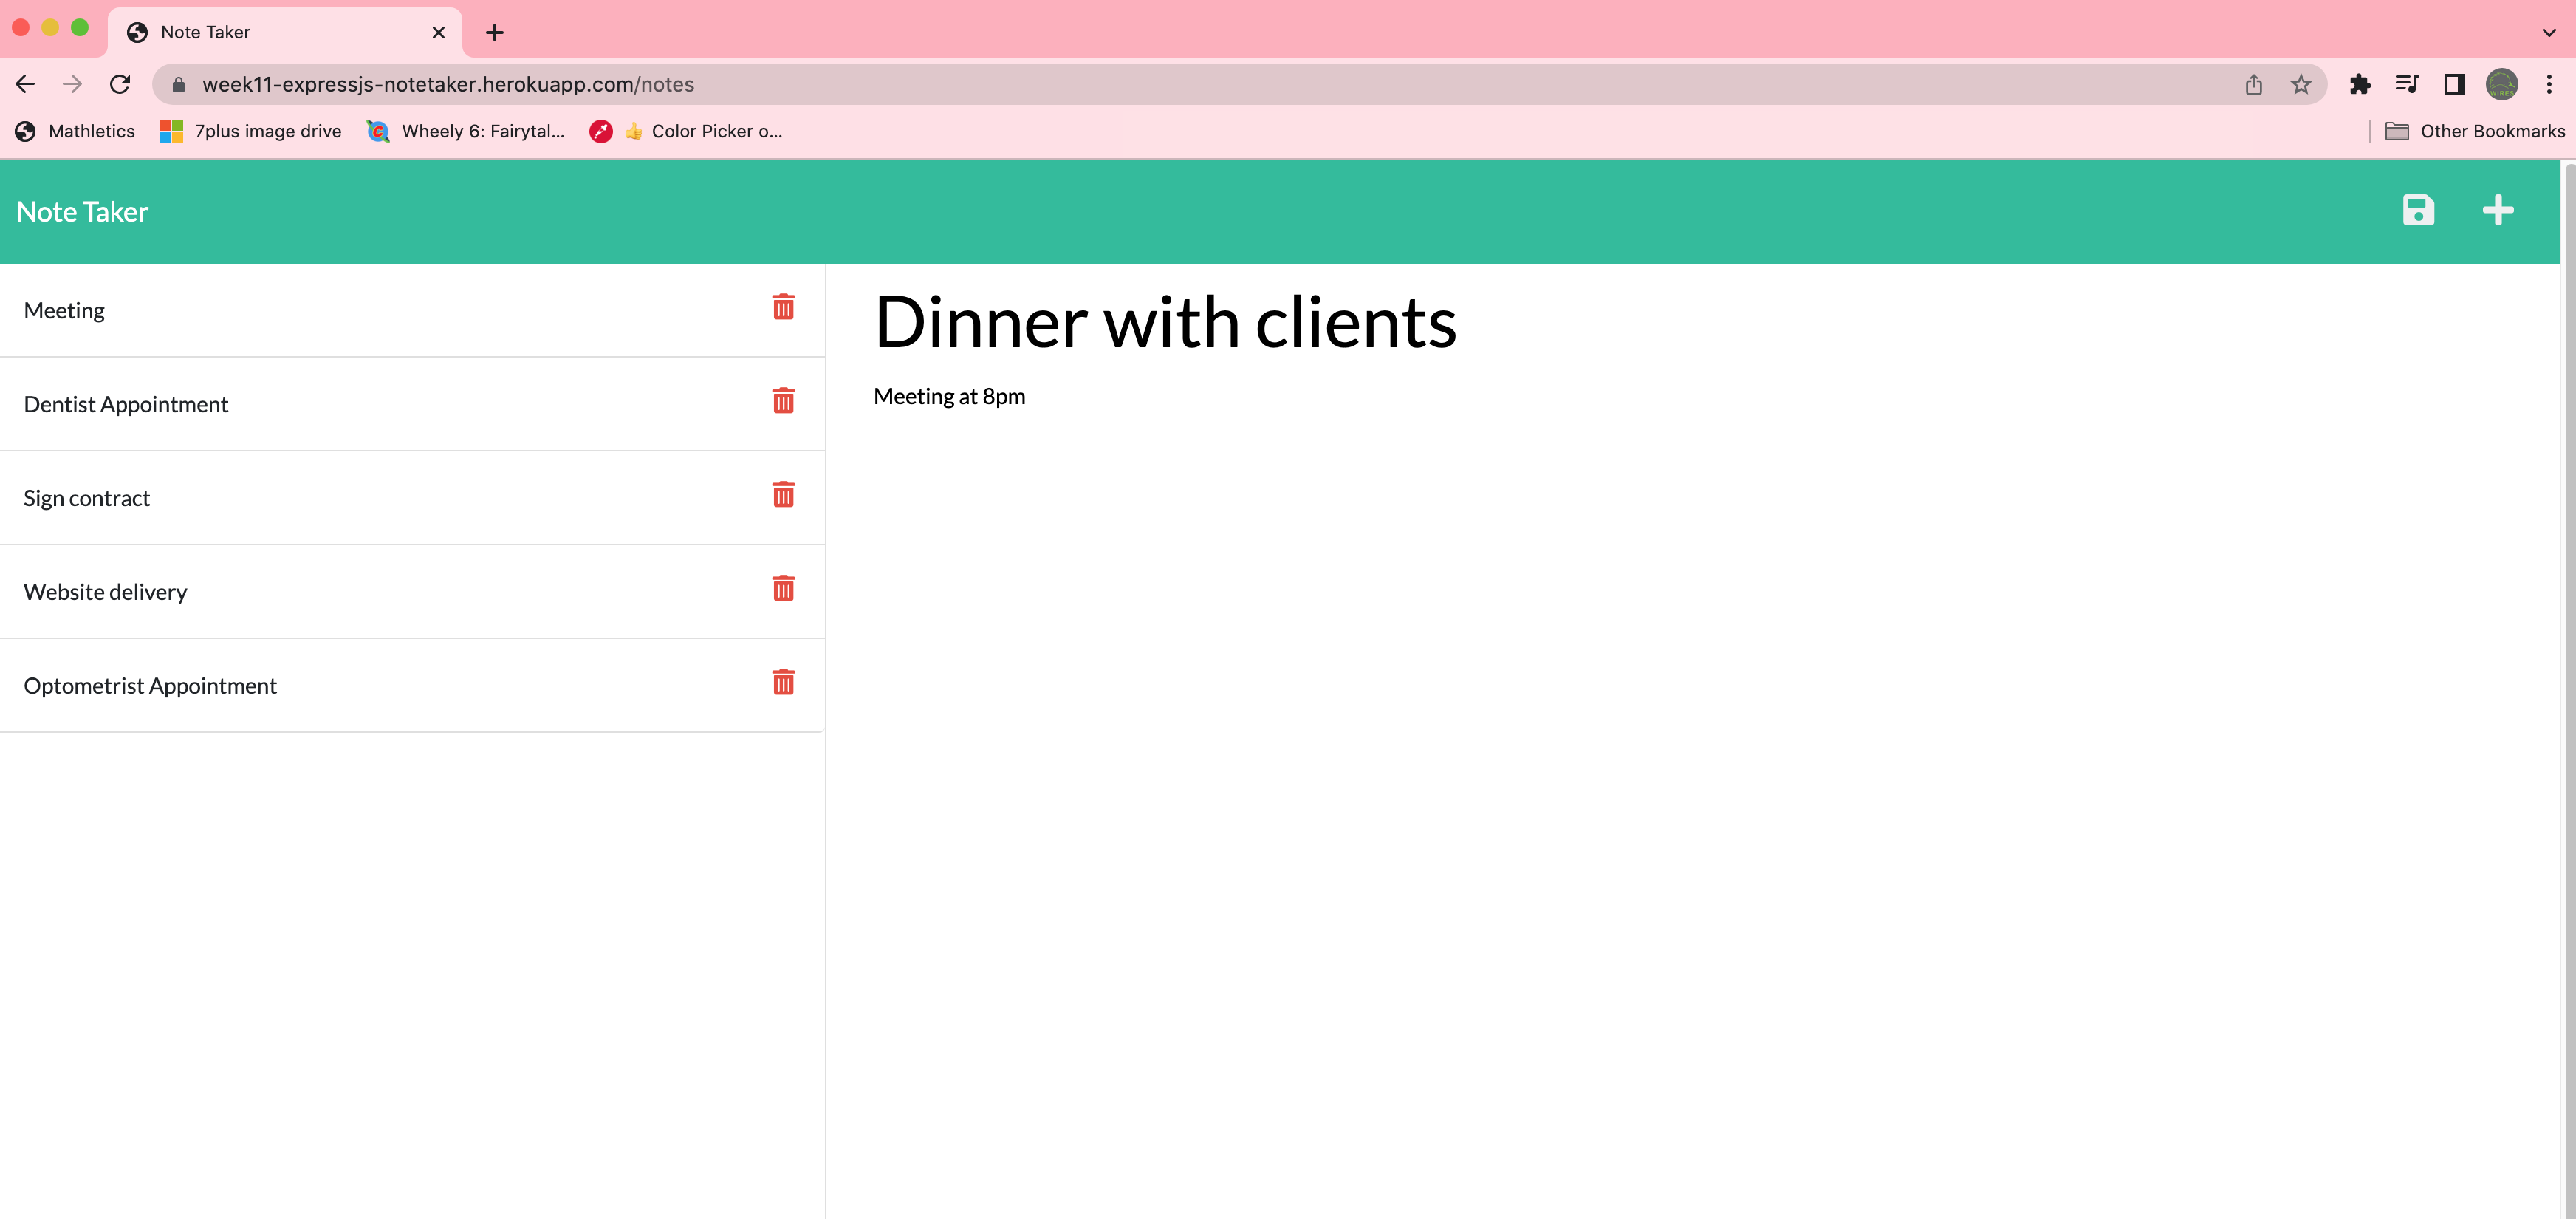 Note Taker
week11-expressjs-notetaker.herokuapp.com/notes
Mathletics 7plus image drive Wheely 6: Fairytal... Color Picker o... Other Bookmarks
Note Taker
Meeting
Dentist Appointment
Sign contract
Website delivery
Optometrist Appointment
Dinner with clients
Meeting at 8pm